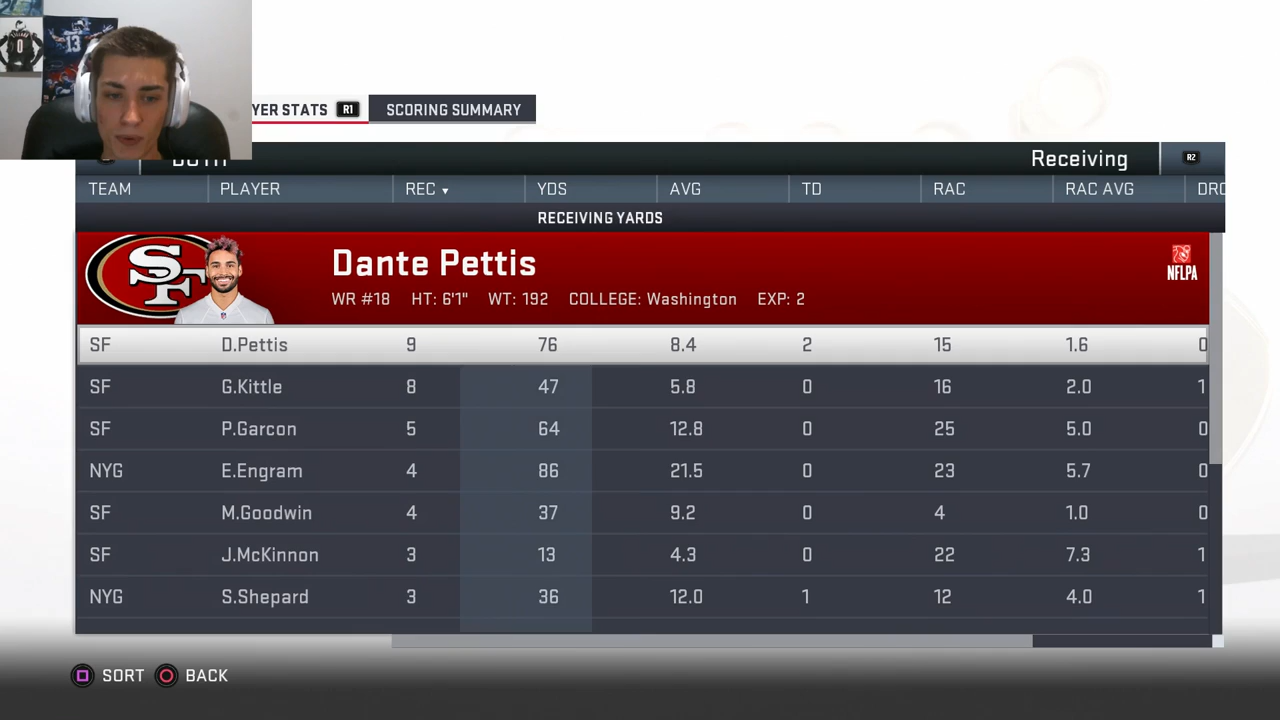 13
0
YER STATS R1 SCORING SUMMARY
BOTH Receiving R2
TEAM PLAYER REC YDS AVG TD RAC RAC AVG DRO
RECEIVING YARDS
SF Dante Pettis NFLPA
WR #18 HT: 6'1" WT: 192 COLLEGE: Washington EXP: 2
SF D.Pettis 9 76 8.4 2 15 1.6 0
SF G.Kittle 8 47 5.8 0 16 2.0 1
SF P.Garcon 5 64 12.8 0 25 5.0 0
NYG E.Engram 4 86 21.5 0 23 5.7 0
SF M.Goodwin 4 37 9.2 0 4 1.0 0
SF J.McKinnon 3 13 4.3 0 22 7.3 1
NYG S.Shepard 3 36 12.0 1 12 4.0 1
SORT BACK